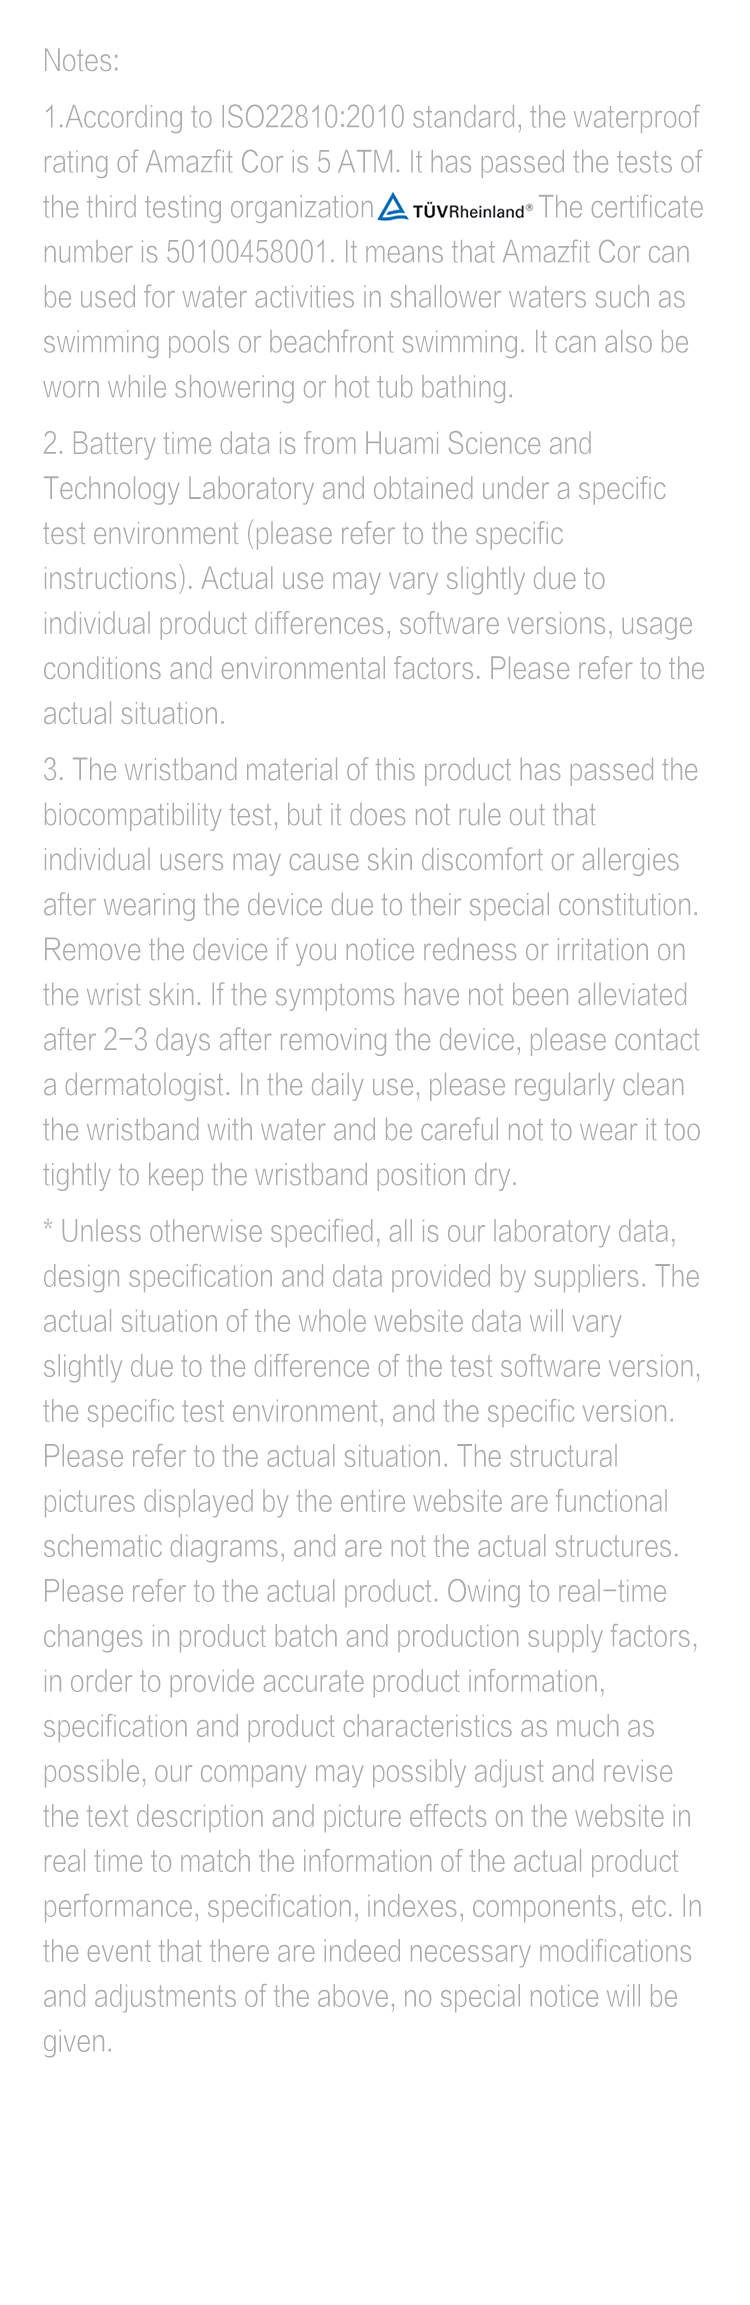 Notes:
1.According to ISO22810:2010 standard, the waterproof
rating of Amazfit Cor is 5 ATM. It has passed the tests of
the third testing organization TÜVRheinland® The certificate
number is 50100458001. It means that Amazfit Cor can
be used for water activities in shallower waters such as
swimming pools or beachfront swimming. It can also be
worn while showering or hot tub bathing.
2. Battery time data is from Huami Science and
Technology Laboratory and obtained under a specific
test environment (please refer to the specific
instructions). Actual use may vary slightly due to
individual product differences, software versions, usage
conditions and environmental factors. Please refer to the
actual situation.
3. The wristband material of this product has passed the
biocompatibility test, but it does not rule out that
individual users may cause skin discomfort or allergies
after wearing the device due to their special constitution.
Remove the device if you notice redness or irritation on
the wrist skin. If the symptoms have not been alleviated
after 2-3 days after removing the device, please contact
a dermatologist. In the daily use, please regularly clean
the wristband with water and be careful not to wear it too
tightly to keep the wristband position dry.
* Unless otherwise specified, all is our laboratory data,
design specification and data provided by suppliers. The
actual situation of the whole website data will vary
slightly due to the difference of the test software version,
the specific test environment, and the specific version.
Please refer to the actual situation. The structural
pictures displayed by the entire website are functional
schematic diagrams, and are not the actual structures.
Please refer to the actual product. Owing to real-time
changes in product batch and production supply factors,
in order to provide accurate product information,
specification and product characteristics as much as
possible, our company may possibly adjust and revise
the text description and picture effects on the website in
real time to match the information of the actual product
performance, specification, indexes, components, etc. In
the event that there are indeed necessary modifications
and adjustments of the above, no special notice will be
given.